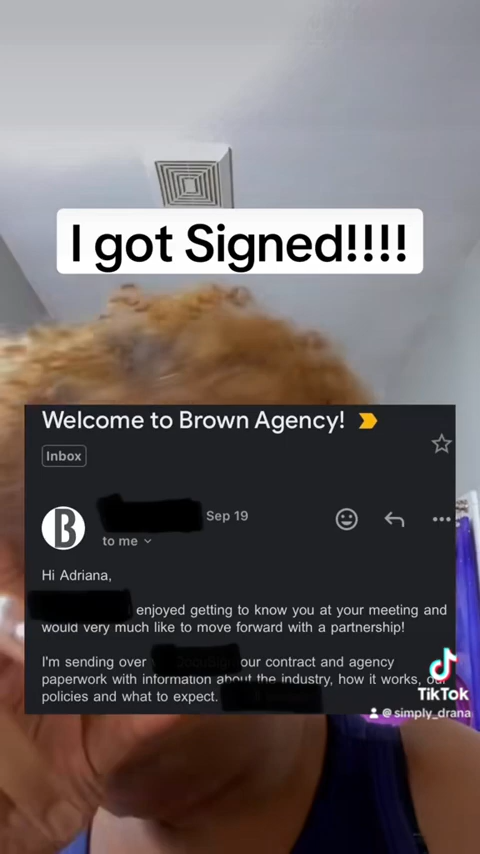 I got Signed!!!!
Welcome to Brown Agency!
Inbox
B
Sep 19
to me
Hi Adriana,
enjoyed getting to know you at your meeting and
would very much like to move forward with a partnership!
I'm sending over our contract and agency
paperwork with information about the industry, how it works, our
policies and what to expect.
TikTok
@simply_drana